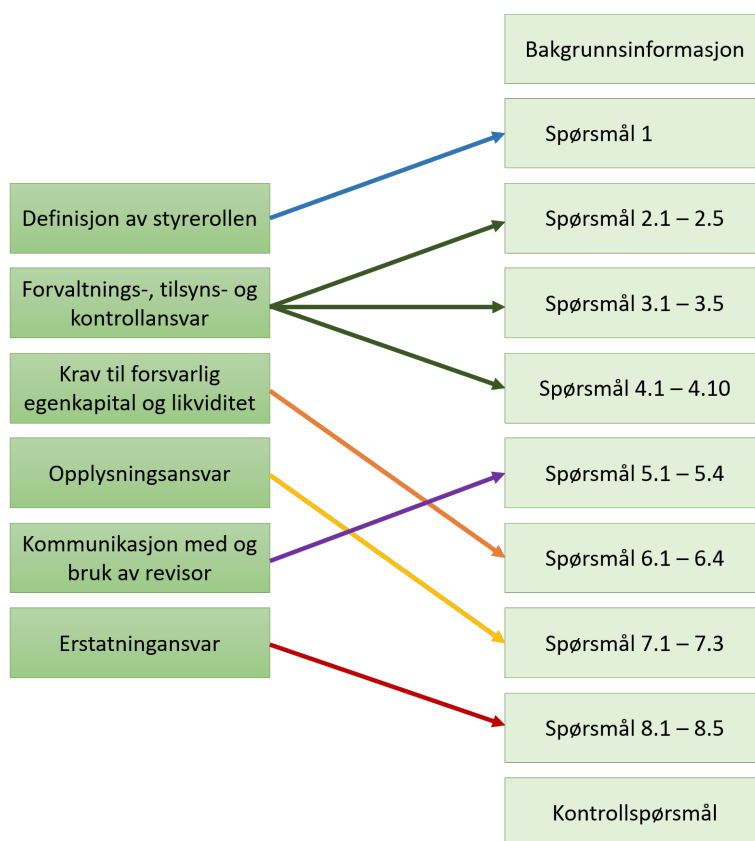 Bakgrunnsinformasjon
Spørsmål 1
Definisjon av styrerollen
Spørsmål 2.1 – 2.5
Forvaltnings-, tilsyns- og
kontrollansvar
Spørsmål 3.1 – 3.5
Krav til forsvarlig
egenkapital og likviditet
Spørsmål 4.1 – 4.10
Opplysningsansvar
Spørsmål 5.1 – 5.4
Kommunikasjon med og
bruk av revisor
Spørsmål 6.1 – 6.4
Erstatningansvar
Spørsmål 7.1 – 7.3
Spørsmål 8.1 – 8.5
Kontrollspørsmål